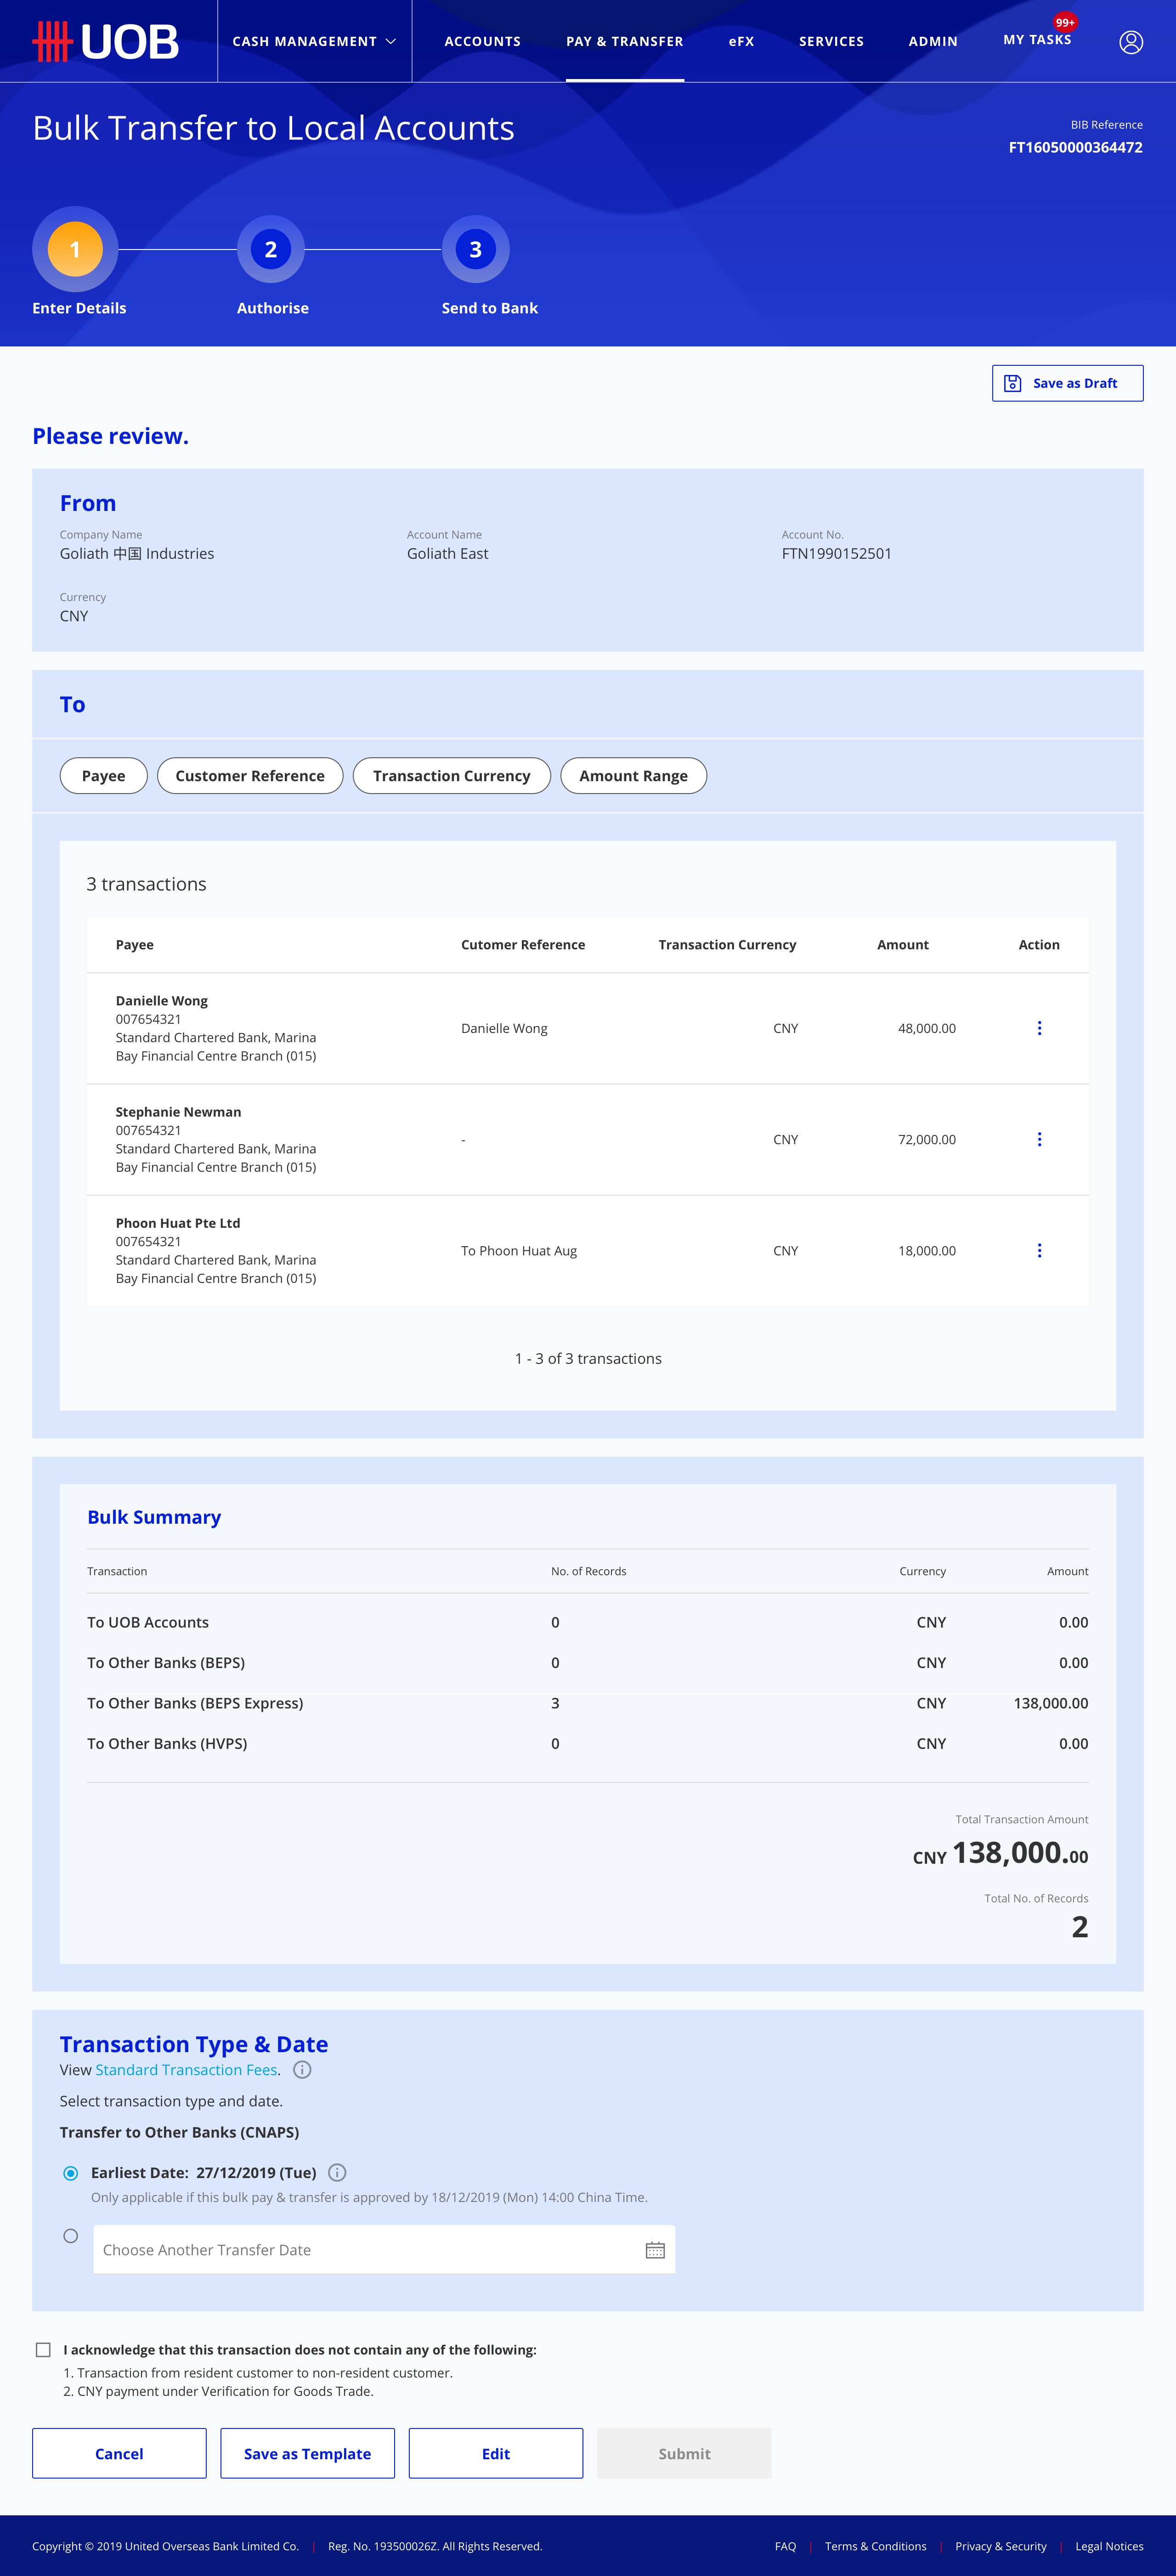 UOB
CASH MANAGEMENT
ACCOUNTS
PAY & TRANSFER
eFX
SERVICES
ADMIN
MY TASKS
99+
Bulk Transfer to Local Accounts
BIB Reference
FT16050000364472
1
2
3
Enter Details
Authorise
Send to Bank
Save as Draft
Please review.
From
Company Name
Goliath 中国 Industries
Account Name
Goliath East
Account No.
FTN1990152501
Currency
CNY
To
Payee
Customer Reference
Transaction Currency
Amount Range
3 transactions
Payee Cutomer Reference Transaction Currency Amount Action
Danielle Wong
007654321
Standard Chartered Bank, Marina
Bay Financial Centre Branch (015)
Danielle Wong CNY 48,000.00
Stephanie Newman
007654321
Standard Chartered Bank, Marina
Bay Financial Centre Branch (015)
- CNY 72,000.00
Phoon Huat Pte Ltd
007654321
Standard Chartered Bank, Marina
Bay Financial Centre Branch (015)
To Phoon Huat Aug CNY 18,000.00
1 - 3 of 3 transactions
Bulk Summary
Transaction No. of Records Currency Amount
To UOB Accounts 0 CNY 0.00
To Other Banks (BEPS) 0 CNY 0.00
To Other Banks (BEPS Express) 3 CNY 138,000.00
To Other Banks (HVPS) 0 CNY 0.00
Total Transaction Amount
CNY 138,000.00
Total No. of Records
2
Transaction Type & Date
View Standard Transaction Fees.
Select transaction type and date.
Transfer to Other Banks (CNAPS)
Earliest Date: 27/12/2019 (Tue)
Only applicable if this bulk pay & transfer is approved by 18/12/2019 (Mon) 14:00 China Time.
Choose Another Transfer Date
I acknowledge that this transaction does not contain any of the following:
1. Transaction from resident customer to non-resident customer.
2. CNY payment under Verification for Goods Trade.
Cancel
Save as Template
Edit
Submit
Copyright © 2019 United Overseas Bank Limited Co. | Reg. No. 193500026Z. All Rights Reserved.
FAQ | Terms & Conditions | Privacy & Security | Legal Notices